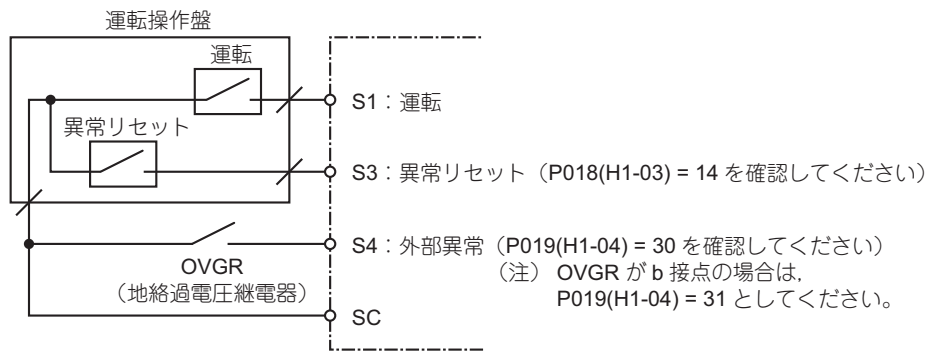 運転操作盤
運転
S1：運転
異常リセット
S3：異常リセット（P018(H1-03) = 14 を確認してください）
S4：外部異常（P019(H1-04) = 30 を確認してください）
OVGR
（地絡過電圧継電器）
（注） OVGR が b 接点の場合は,
P019(H1-04) = 31 としてください。
SC